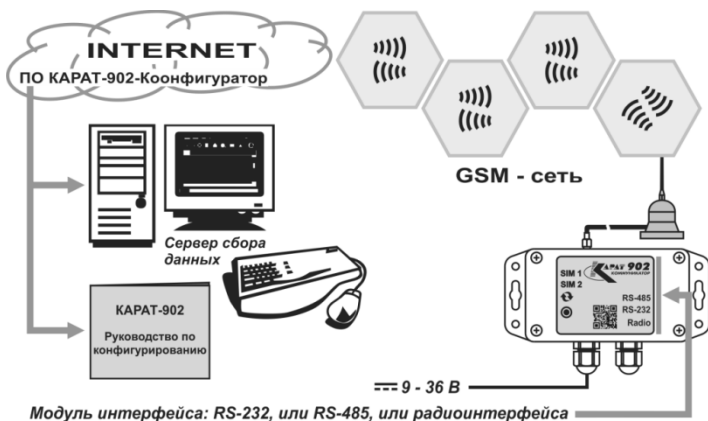 INTERNET
ПО КАРАТ-902-Коонфигуратор
GSM - сеть
Сервер сбора
данных
КАРАТ-902
Руководство по
конфигурированию
КАРАТ 902
КОММУНИКАТОР
SIM 1
SIM 2
RS-485
RS-232
Radio
9 - 36 В
Модуль интерфейса: RS-232, или RS-485, или радиоинтерфейса